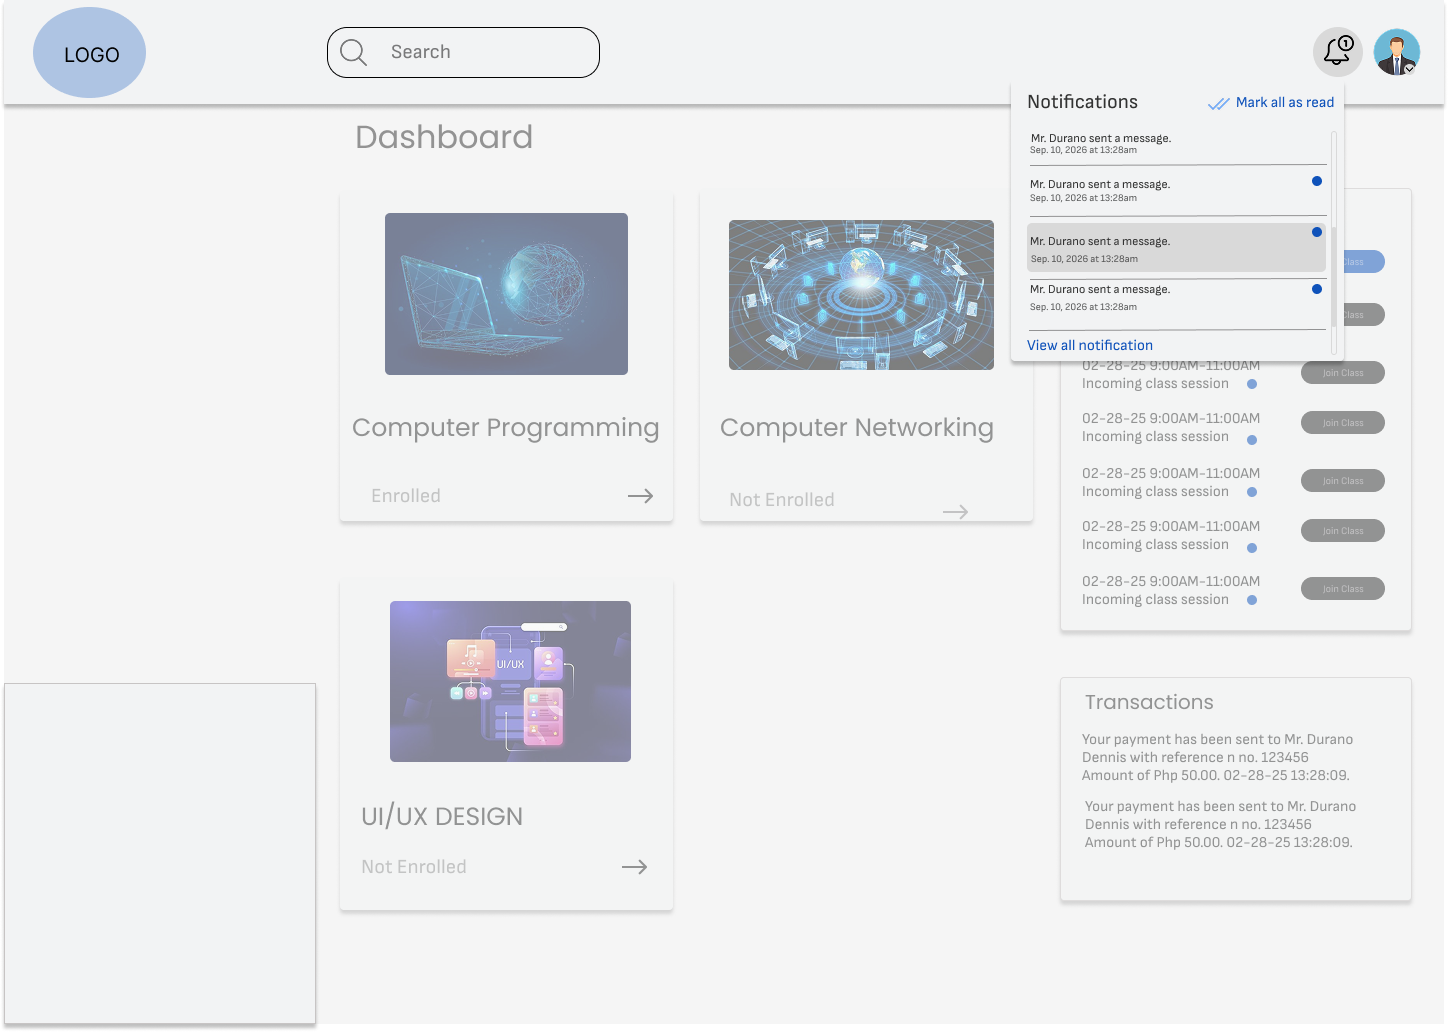 LOGO
Search
1
Notifications
Mark all as read
Mr. Durano sent a message.
Sep. 10, 2026 at 13:28am
Mr. Durano sent a message.
Sep. 10, 2026 at 13:28am
Mr. Durano sent a message.
Sep. 10, 2026 at 13:28am
Mr. Durano sent a message.
Sep. 10, 2026 at 13:28am
View all notification
Dashboard
Computer Programming
Enrolled
Computer Networking
Not Enrolled
UI/UX
UI/UX DESIGN
Not Enrolled
Class
Class
02-28-25 9:00AM-11:00AM
Incoming class session
Join Class
02-28-25 9:00AM-11:00AM
Incoming class session
Join Class
02-28-25 9:00AM-11:00AM
Incoming class session
Join Class
02-28-25 9:00AM-11:00AM
Incoming class session
Join Class
02-28-25 9:00AM-11:00AM
Incoming class session
Join Class
Transactions
Your payment has been sent to Mr. Durano
Dennis with reference n no. 123456
Amount of Php 50.00. 02-28-25 13:28:09.
Your payment has been sent to Mr. Durano
Dennis with reference n no. 123456
Amount of Php 50.00. 02-28-25 13:28:09.